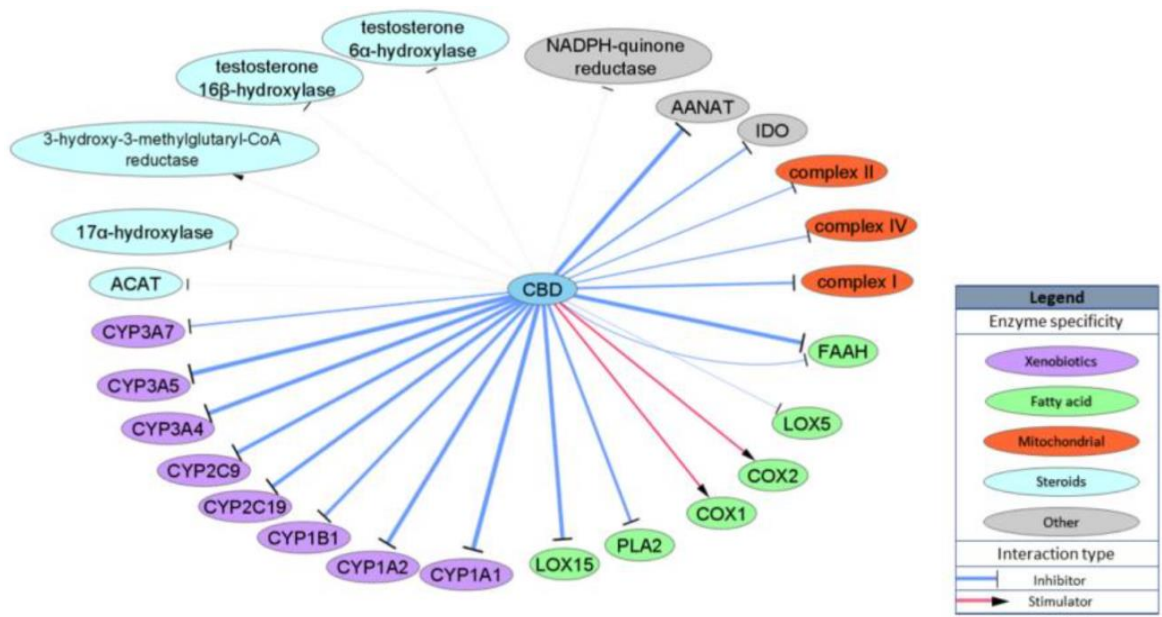 testosterone
6α-hydroxylase
NADPH-quinone
reductase
testosterone
16β-hydroxylase
AANAT
IDO
3-hydroxy-3-methylglutaryl-CoA
reductase
complex II
17α-hydroxylase
complex IV
ACAT
CBD
complex I
CYP3A7
FAAH
CYP3A5
LOX5
CYP3A4
COX2
CYP2C9
COX1
CYP2C19
CYP1B1
PLA2
CYP1A2
CYP1A1
LOX15
Legend
Enzyme specificity
Xenobiotics
Fatty acid
Mitochondrial
Steroids
Other
Interaction type
Inhibitor
Stimulator